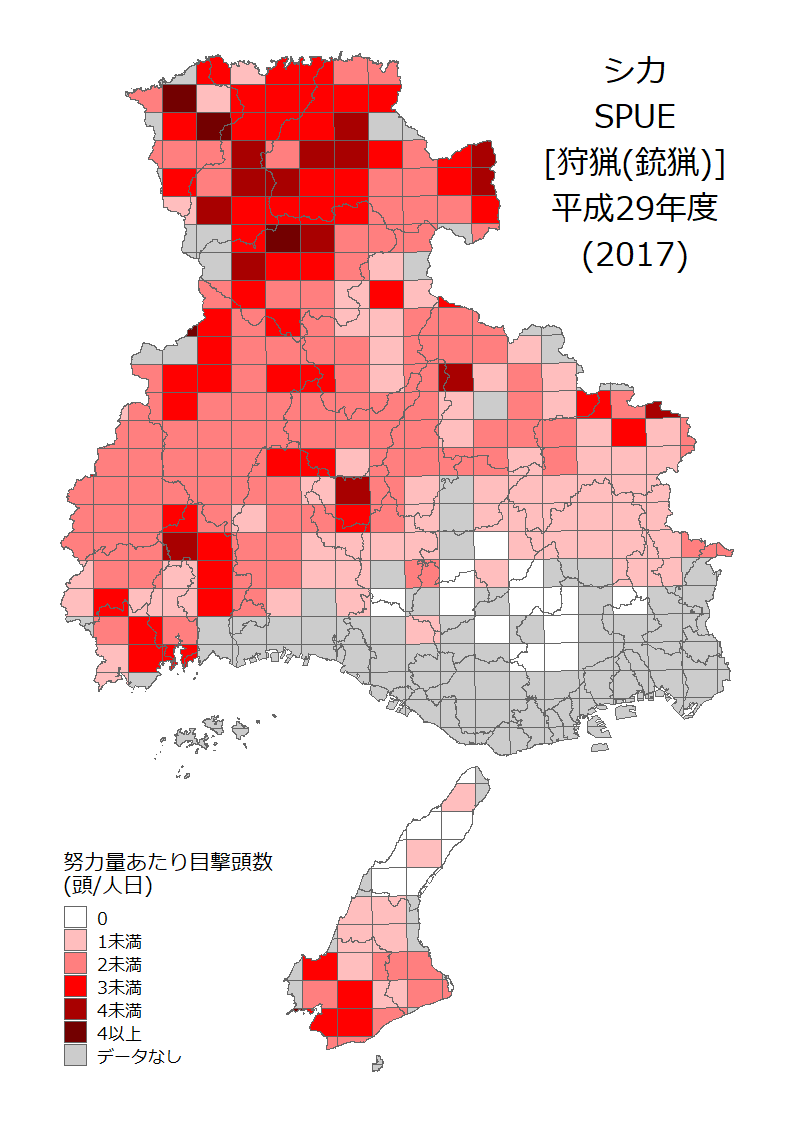 シカ
SPUE
[狩猟(銃猟)]
平成29年度
(2017)
努力量あたり目撃頭数
(頭/人日)
0
1未満
2未満
3未満
4未満
4以上
データなし